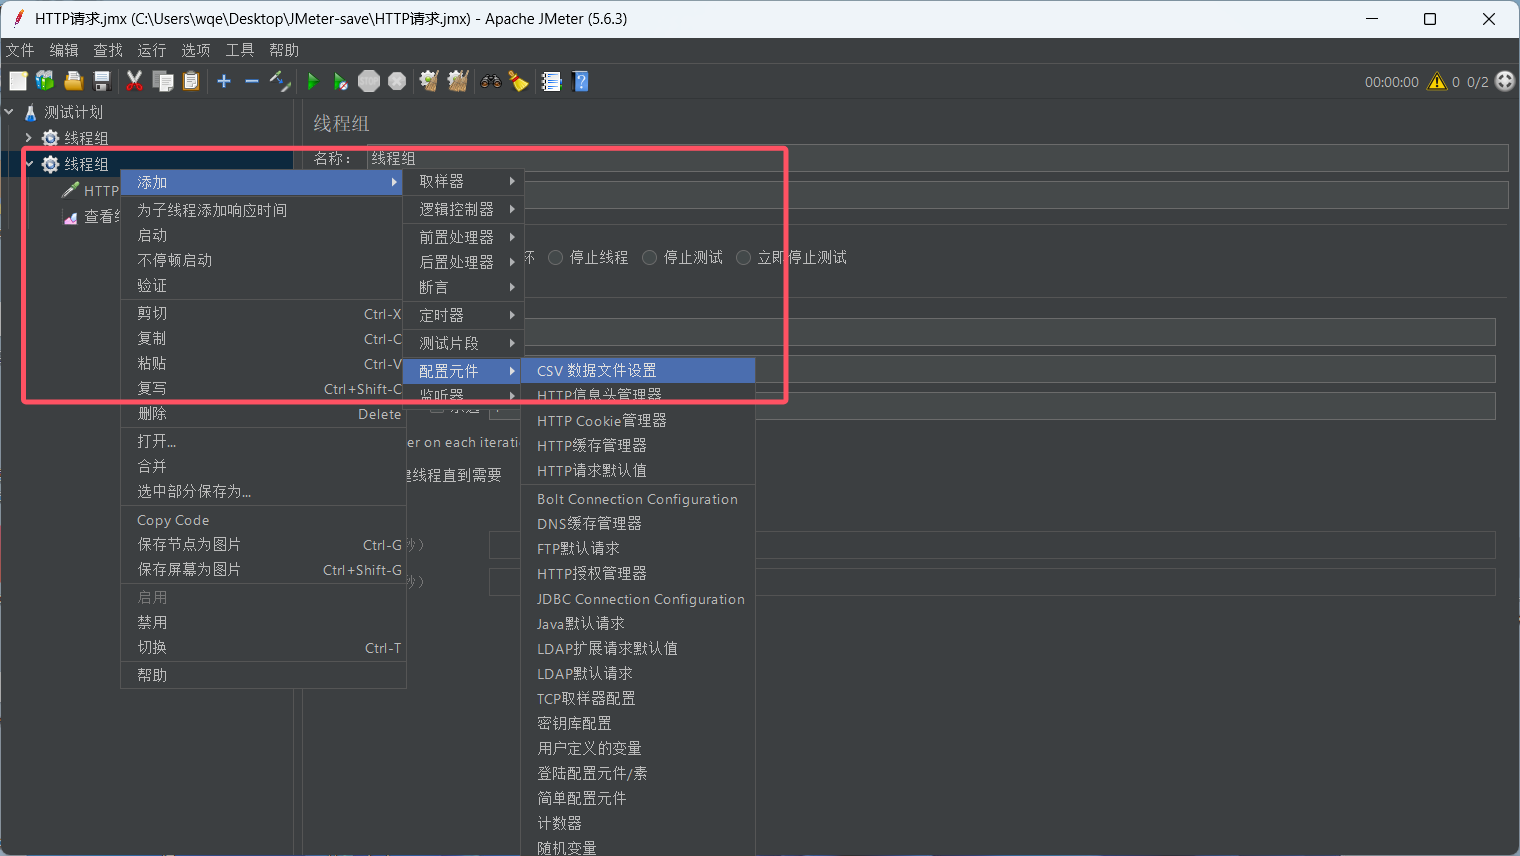 HTTP请求.jmx (C:\Users\wqe\Desktop\JMeter-save\HTTP请求.jmx) - Apache JMeter (5.6.3)
文件 编辑 查找 运行 选项 工具 帮助
STOP
00:00:00 0 0/2
测试计划
线程组
线程组
HTTP
查看
线程组
名称： 线程组
停止线程 停止测试 立即停止测试
er on each iterati
线程直到需要
秒）
秒）
添加
为子线程添加响应时间
启动
不停顿启动
验证
剪切 Ctrl-X
复制 Ctrl-C
粘贴 Ctrl-V
复写 Ctrl+Shift-C
删除 Delete
打开...
合并
选中部分保存为...
Copy Code
保存节点为图片 Ctrl-G
保存屏幕为图片 Ctrl+Shift-G
启用
禁用
切换 Ctrl-T
帮助
取样器
逻辑控制器
前置处理器
后置处理器
断言
定时器
测试片段
配置元件
监听器
CSV 数据文件设置
HTTP信息头管理器
HTTP Cookie管理器
HTTP缓存管理器
HTTP请求默认值
Bolt Connection Configuration
DNS缓存管理器
FTP默认请求
HTTP授权管理器
JDBC Connection Configuration
Java默认请求
LDAP扩展请求默认值
LDAP默认请求
TCP取样器配置
密钥库配置
用户定义的变量
登陆配置元件/素
简单配置元件
计数器
随机变量